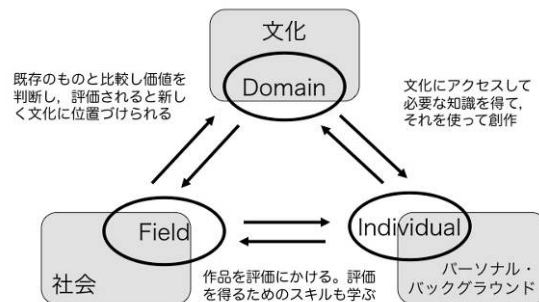 文化
Domain
既存のものと比較し価値を
判断し，評価されると新し
く文化に位置づけられる
文化にアクセスして
必要な知識を得て，
それを使って創作
Field
Individual
社会
作品を評価にかける。評価
を得るためのスキルも学ぶ
パーソナル・
バックグラウンド